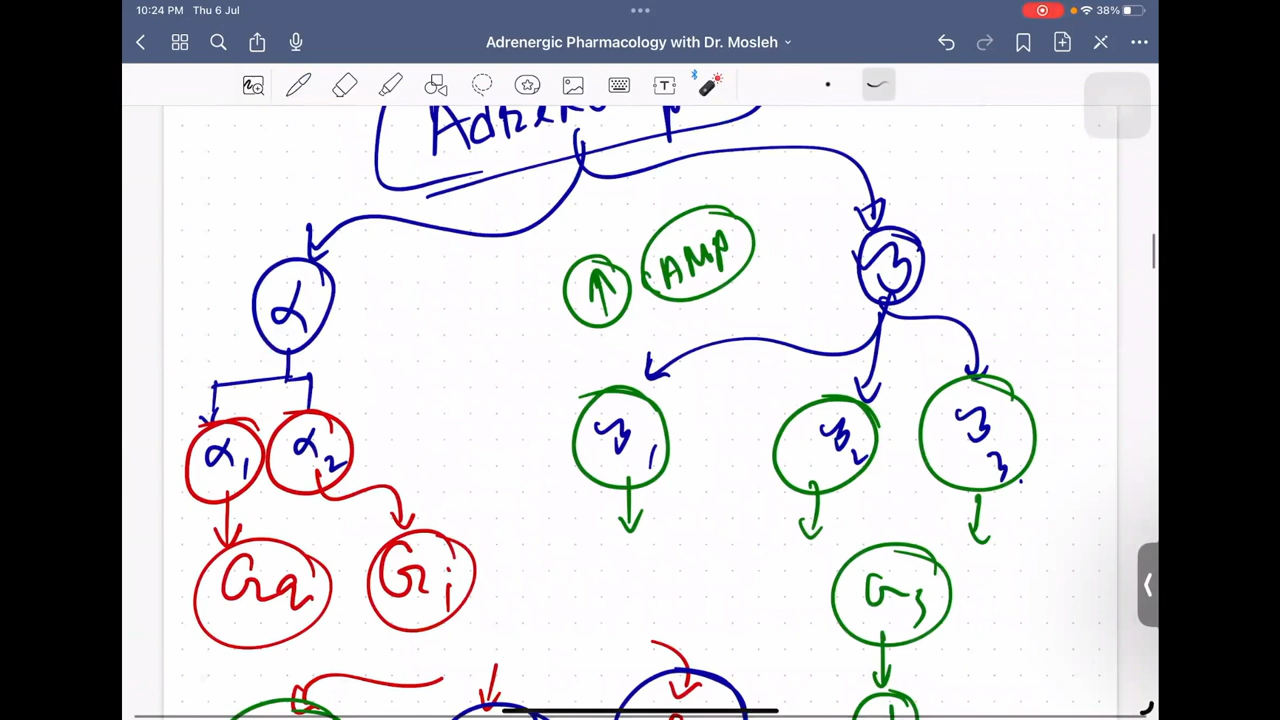 10:24 PM Thu 6 Jul
38%
Adrenergic Pharmacology with Dr. Mosleh
T
↑ AMP
α
β
α1 α2
β1 β2 β3
Gq Gi
Gs